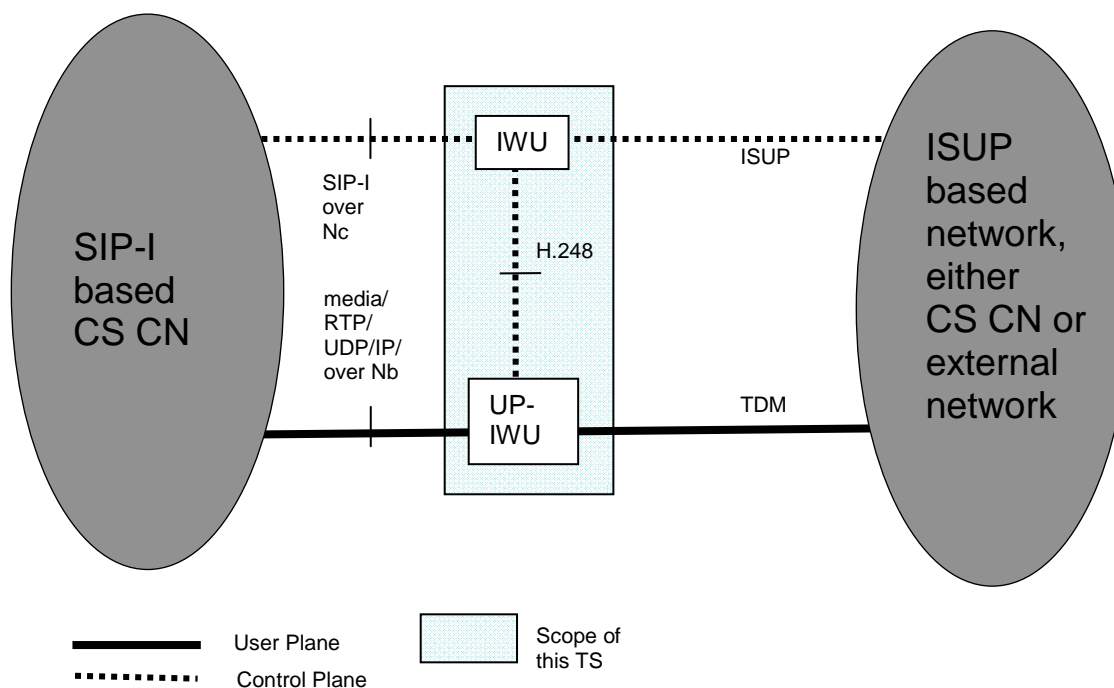 SIP-I
based
CS CN
SIP-I
over
Nc
media/
RTP/
UDP/IP/
over Nb
IWU
H.248
UP-
IWU
ISUP
TDM
ISUP
based
network,
either
CS CN or
external
network
User Plane
Control Plane
Scope of
this TS